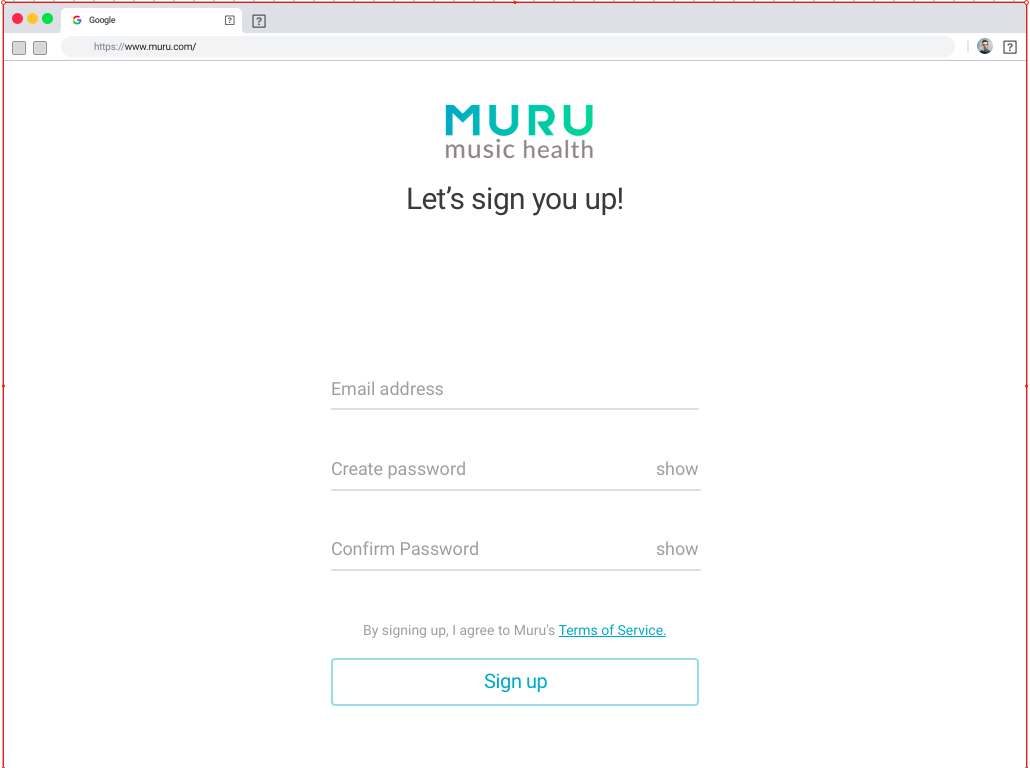 Google
https://www.muru.com/
MURU
music health
Let’s sign you up!
Email address
Create password show
Confirm Password show
By signing up, I agree to Muru's Terms of Service.
Sign up